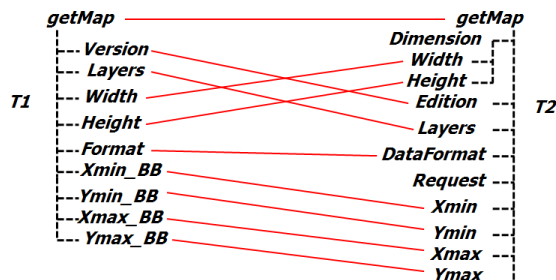 getMap getMap
Dimension
Version Width
Layers Height
T1 Width Edition T2
Height Layers
Format DataFormat
Xmin_BB Request
Ymin_BB Xmin
Xmax_BB Ymin
Ymax_BB Xmax
Ymax